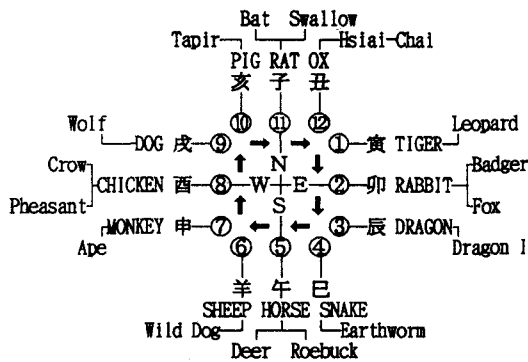 Bat Swallow
Tapir Hsiai-Chai
PIG RAT OX
亥 子 丑
⑩ ⑪ ⑫
Wolf Leopard
DOG 戌 ⑨ ① 寅 TIGER
N
Crow Badger
CHICKEN 酉 ⑧ W E ② 卯 RABBIT
Pheasant Fox
S
MONKEY 申 ⑦ ③ 辰 DRAGON
Ape Dragon I
⑥ ⑤ ④
羊 午 巳
SHEEP HORSE SNAKE
Wild Dog Earthworm
Deer Roebuck